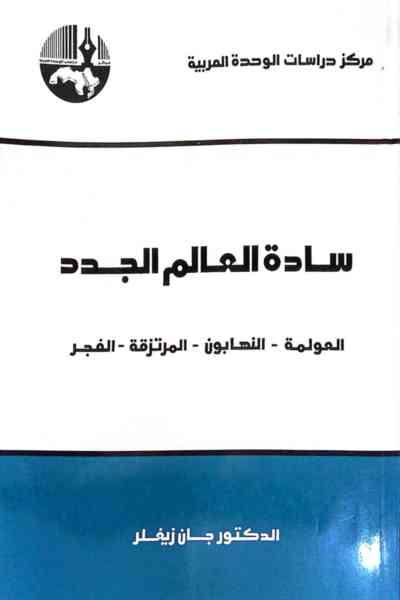 مركز دراسات الوحدة العربية
سادة العالم الجدد
العولمة - النهابون - المرتزقة - الفجر
الدكتور جان زيغلر